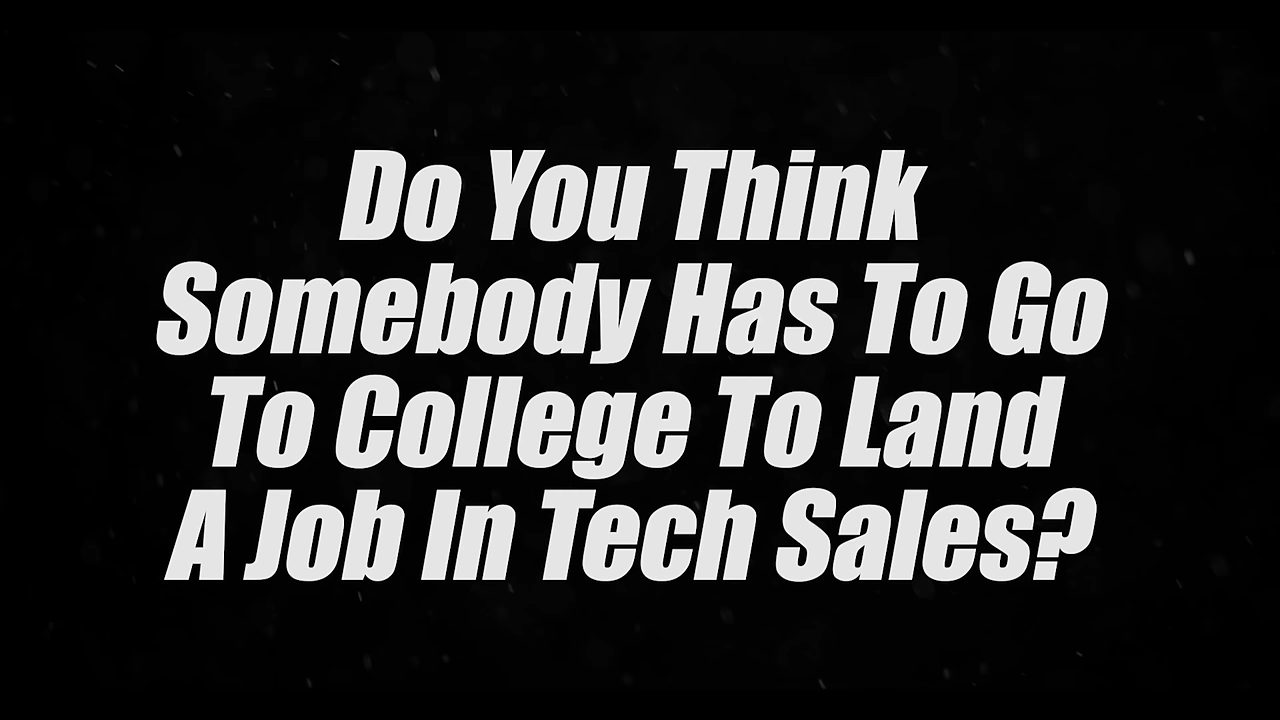 Do You Think
Somebody Has To Go
To College To Land
A Job In Tech Sales?